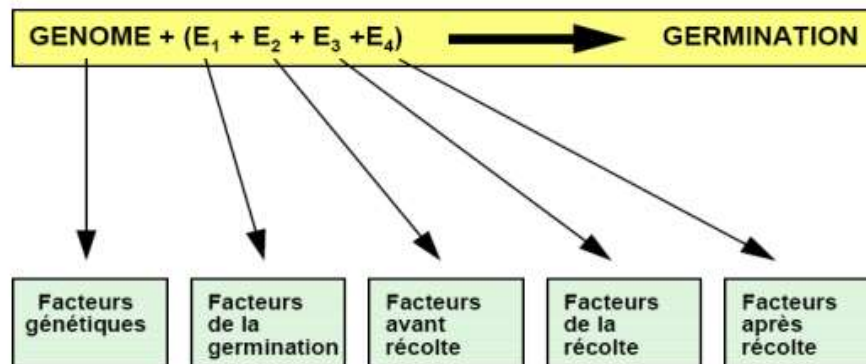 GENOME + (E1 + E2 + E3 +E4) GERMINATION
Facteurs génétiques
Facteurs de la germination
Facteurs avant récolte
Facteurs de la récolte
Facteurs après récolte